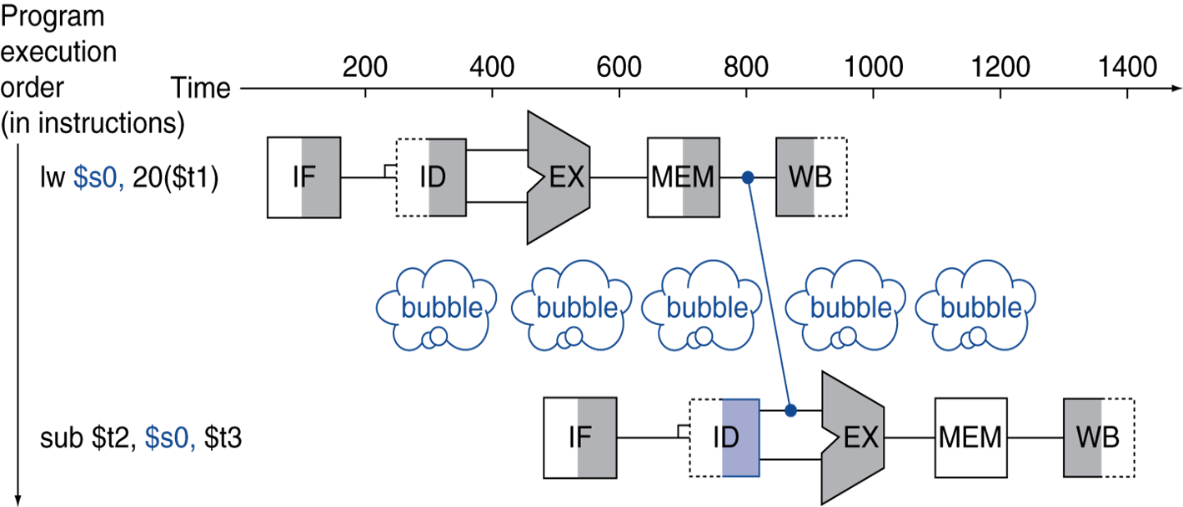 Program
execution
order
(in instructions)
Time
200 400 600 800 1000 1200 1400
lw $s0, 20($t1)
IF ID EX MEM WB
bubble bubble bubble bubble bubble
sub $t2, $s0, $t3
IF ID EX MEM WB